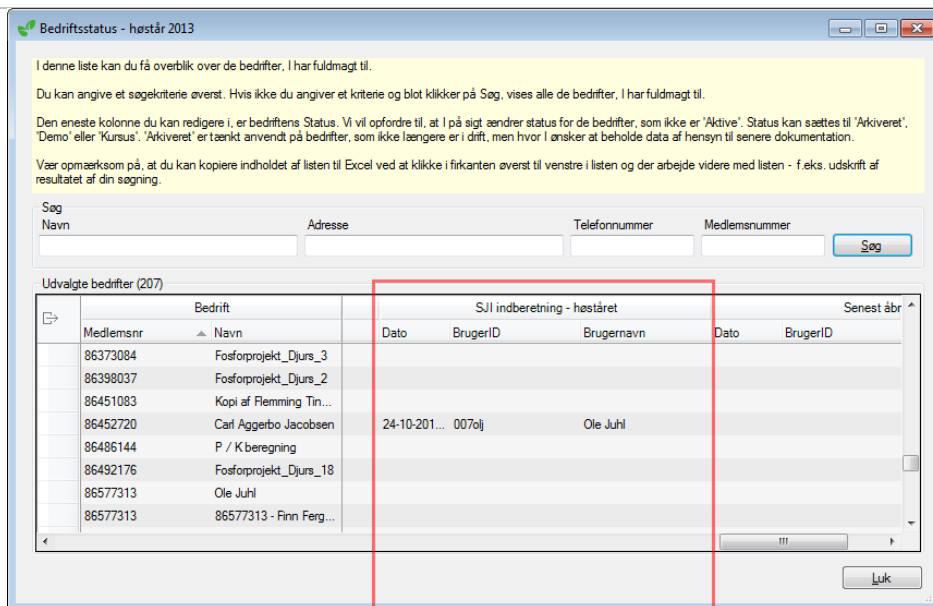 Bedriftsstatus - høstår 2013
I denne liste kan du få overblik over de bedrifter, I har fuldmagt til.
Du kan angive et søgekriterie øverst. Hvis ikke du angiver et kriterie og blot klikker på Søg, vises alle de bedrifter, I har fuldmagt til.
Den eneste kolonne du kan redigere i, er bedriftens Status. Vi vil opfordre til, at I på sigt ændrer status for de bedrifter, som ikke er 'Aktive'. Status kan sættes til 'Arkiveret',
'Demo' eller 'Kursus'. 'Arkiveret' er tænkt anvendt på bedrifter, som ikke længere er i drift, men hvor I ønsker at beholde data af hensyn til senere dokumentation.
Vær opmærksom på, at du kan kopiere indholdet af listen til Excel ved at klikke i firkanten øverst til venstre i listen og der arbejde videre med listen - f.eks. udskrift af
resultatet af din søgning.
Søg
Navn Adresse Telefonnummer Medlemsnummer
Søg
Udvalgte bedrifter (207)
Bedrift SJI indberetning - høståret Senest åbr
Medlemsnr Navn Dato BrugerID Brugernavn Dato BrugerID
86373084 Fosforprojekt_Djurs_3
86398037 Fosforprojekt_Djurs_2
86451083 Kopi af Flemming Tin...
86452720 Carl Aggerbo Jacobsen 24-10-201... 007olj Ole Juhl
86486144 P / K beregning
86492176 Fosforprojekt_Djurs_18
86577313 Ole Juhl
86577313 86577313 - Finn Ferg...
Luk